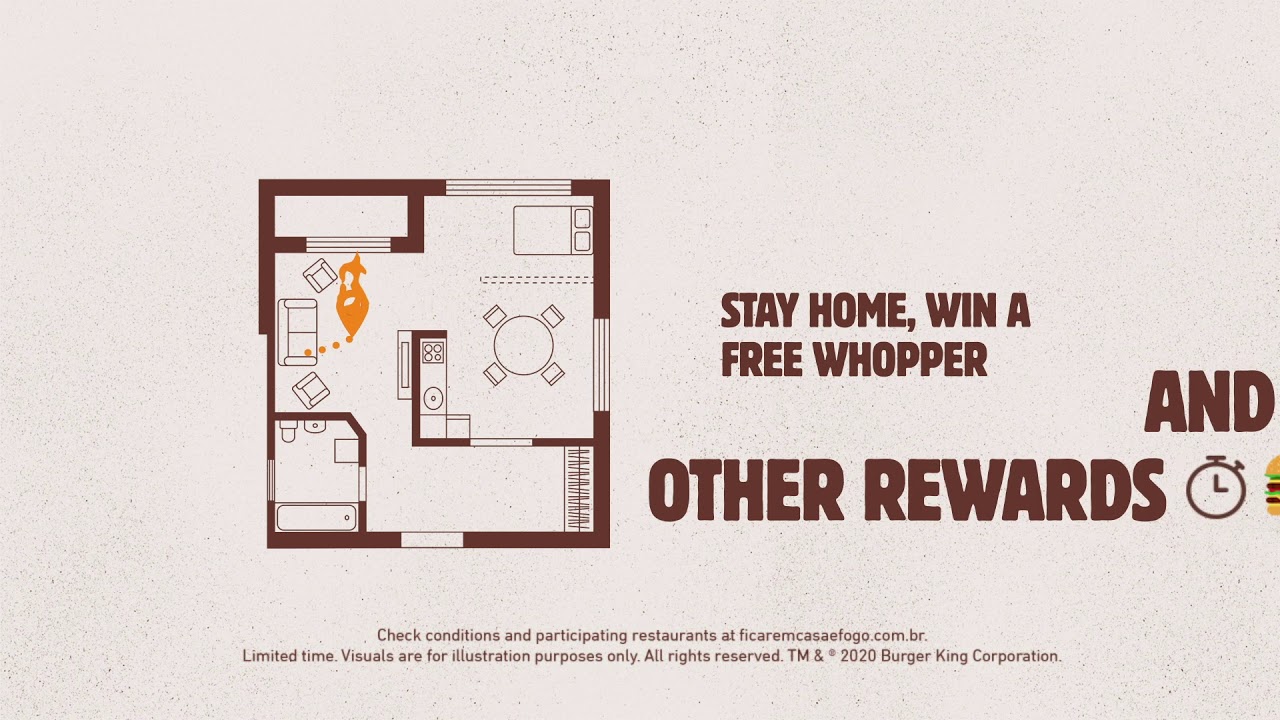 STAY HOME, WIN A
FREE WHOPPER
AND
OTHER REWARDS
Check conditions and participating restaurants at ficaremcasaefogo.com.br.
Limited time. Visuals are for illustration purposes only. All rights reserved. TM & ® 2020 Burger King Corporation.